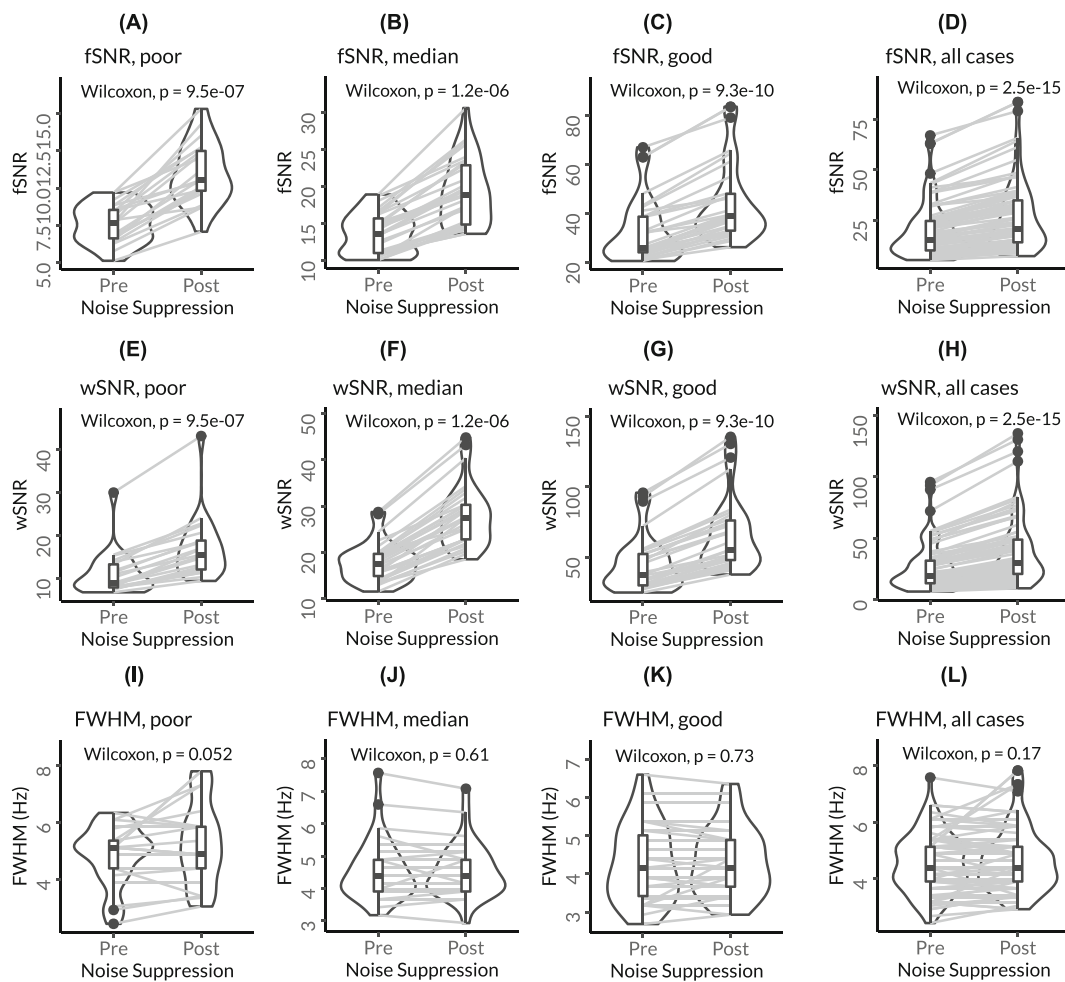 (A)
fSNR, poor
Wilcoxon, p = 9.5e-07
fSNR
5.0
7.5
10.0
12.5
15.0
Pre
Post
Noise Suppression
(B)
fSNR, median
Wilcoxon, p = 1.2e-06
fSNR
10
15
20
25
30
Pre
Post
Noise Suppression
(C)
fSNR, good
Wilcoxon, p = 9.3e-10
fSNR
20
40
60
80
Pre
Post
Noise Suppression
(D)
fSNR, all cases
Wilcoxon, p = 2.5e-15
fSNR
25
50
75
Pre
Post
Noise Suppression
(E)
wSNR, poor
Wilcoxon, p = 9.5e-07
wSNR
10
20
30
40
Pre
Post
Noise Suppression
(F)
wSNR, median
Wilcoxon, p = 1.2e-06
wSNR
10
20
30
40
50
Pre
Post
Noise Suppression
(G)
wSNR, good
Wilcoxon, p = 9.3e-10
wSNR
50
100
150
Pre
Post
Noise Suppression
(H)
wSNR, all cases
Wilcoxon, p = 2.5e-15
wSNR
0
50
100
150
Pre
Post
Noise Suppression
(I)
FWHM, poor
Wilcoxon, p = 0.052
FWHM (Hz)
4
6
8
Pre
Post
Noise Suppression
(J)
FWHM, median
Wilcoxon, p = 0.61
FWHM (Hz)
3
4
5
6
7
8
Pre
Post
Noise Suppression
(K)
FWHM, good
Wilcoxon, p = 0.73
FWHM (Hz)
3
4
5
6
7
Pre
Post
Noise Suppression
(L)
FWHM, all cases
Wilcoxon, p = 0.17
FWHM (Hz)
4
6
8
Pre
Post
Noise Suppression